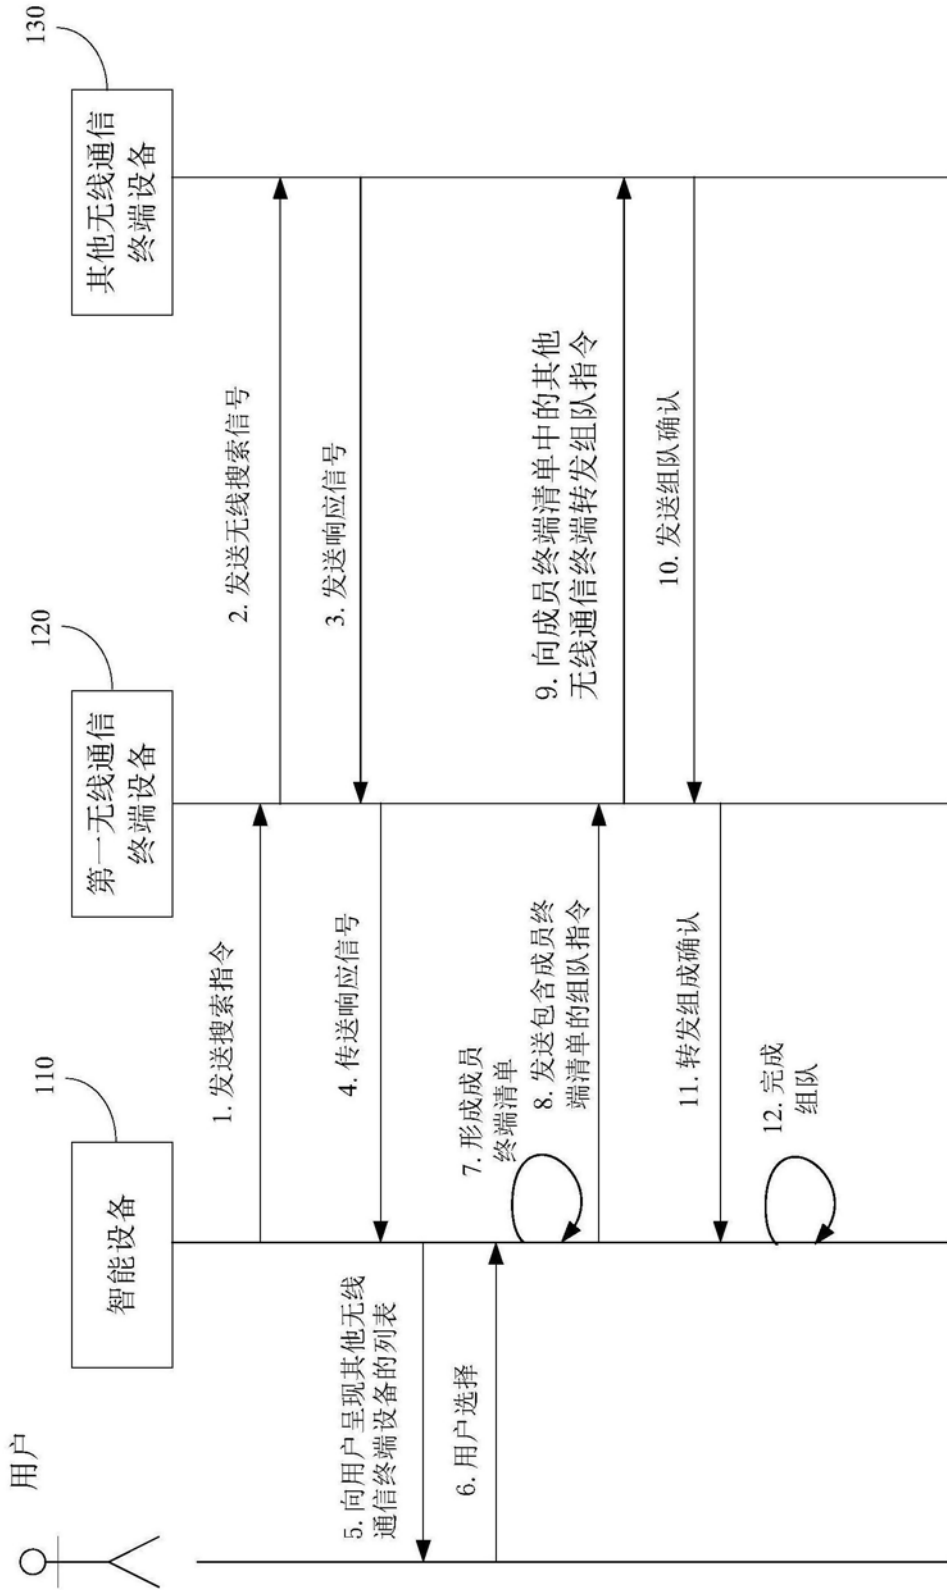 用户
智能设备
110
第一无线通信
终端设备
120
其他无线通信
终端设备
130
1. 发送搜索指令
2. 发送无线搜索信号
3. 发送响应信号
4. 传送响应信号
5. 向用户呈现其他无线
通信终端设备的列表
6. 用户选择
7. 形成成员
终端清单
8. 发送包含成员终
端清单的组队指令
9. 向成员终端清单中的其他
无线通信终端转发组队指令
10. 发送组队确认
11. 转发组成确认
12. 完成
组队